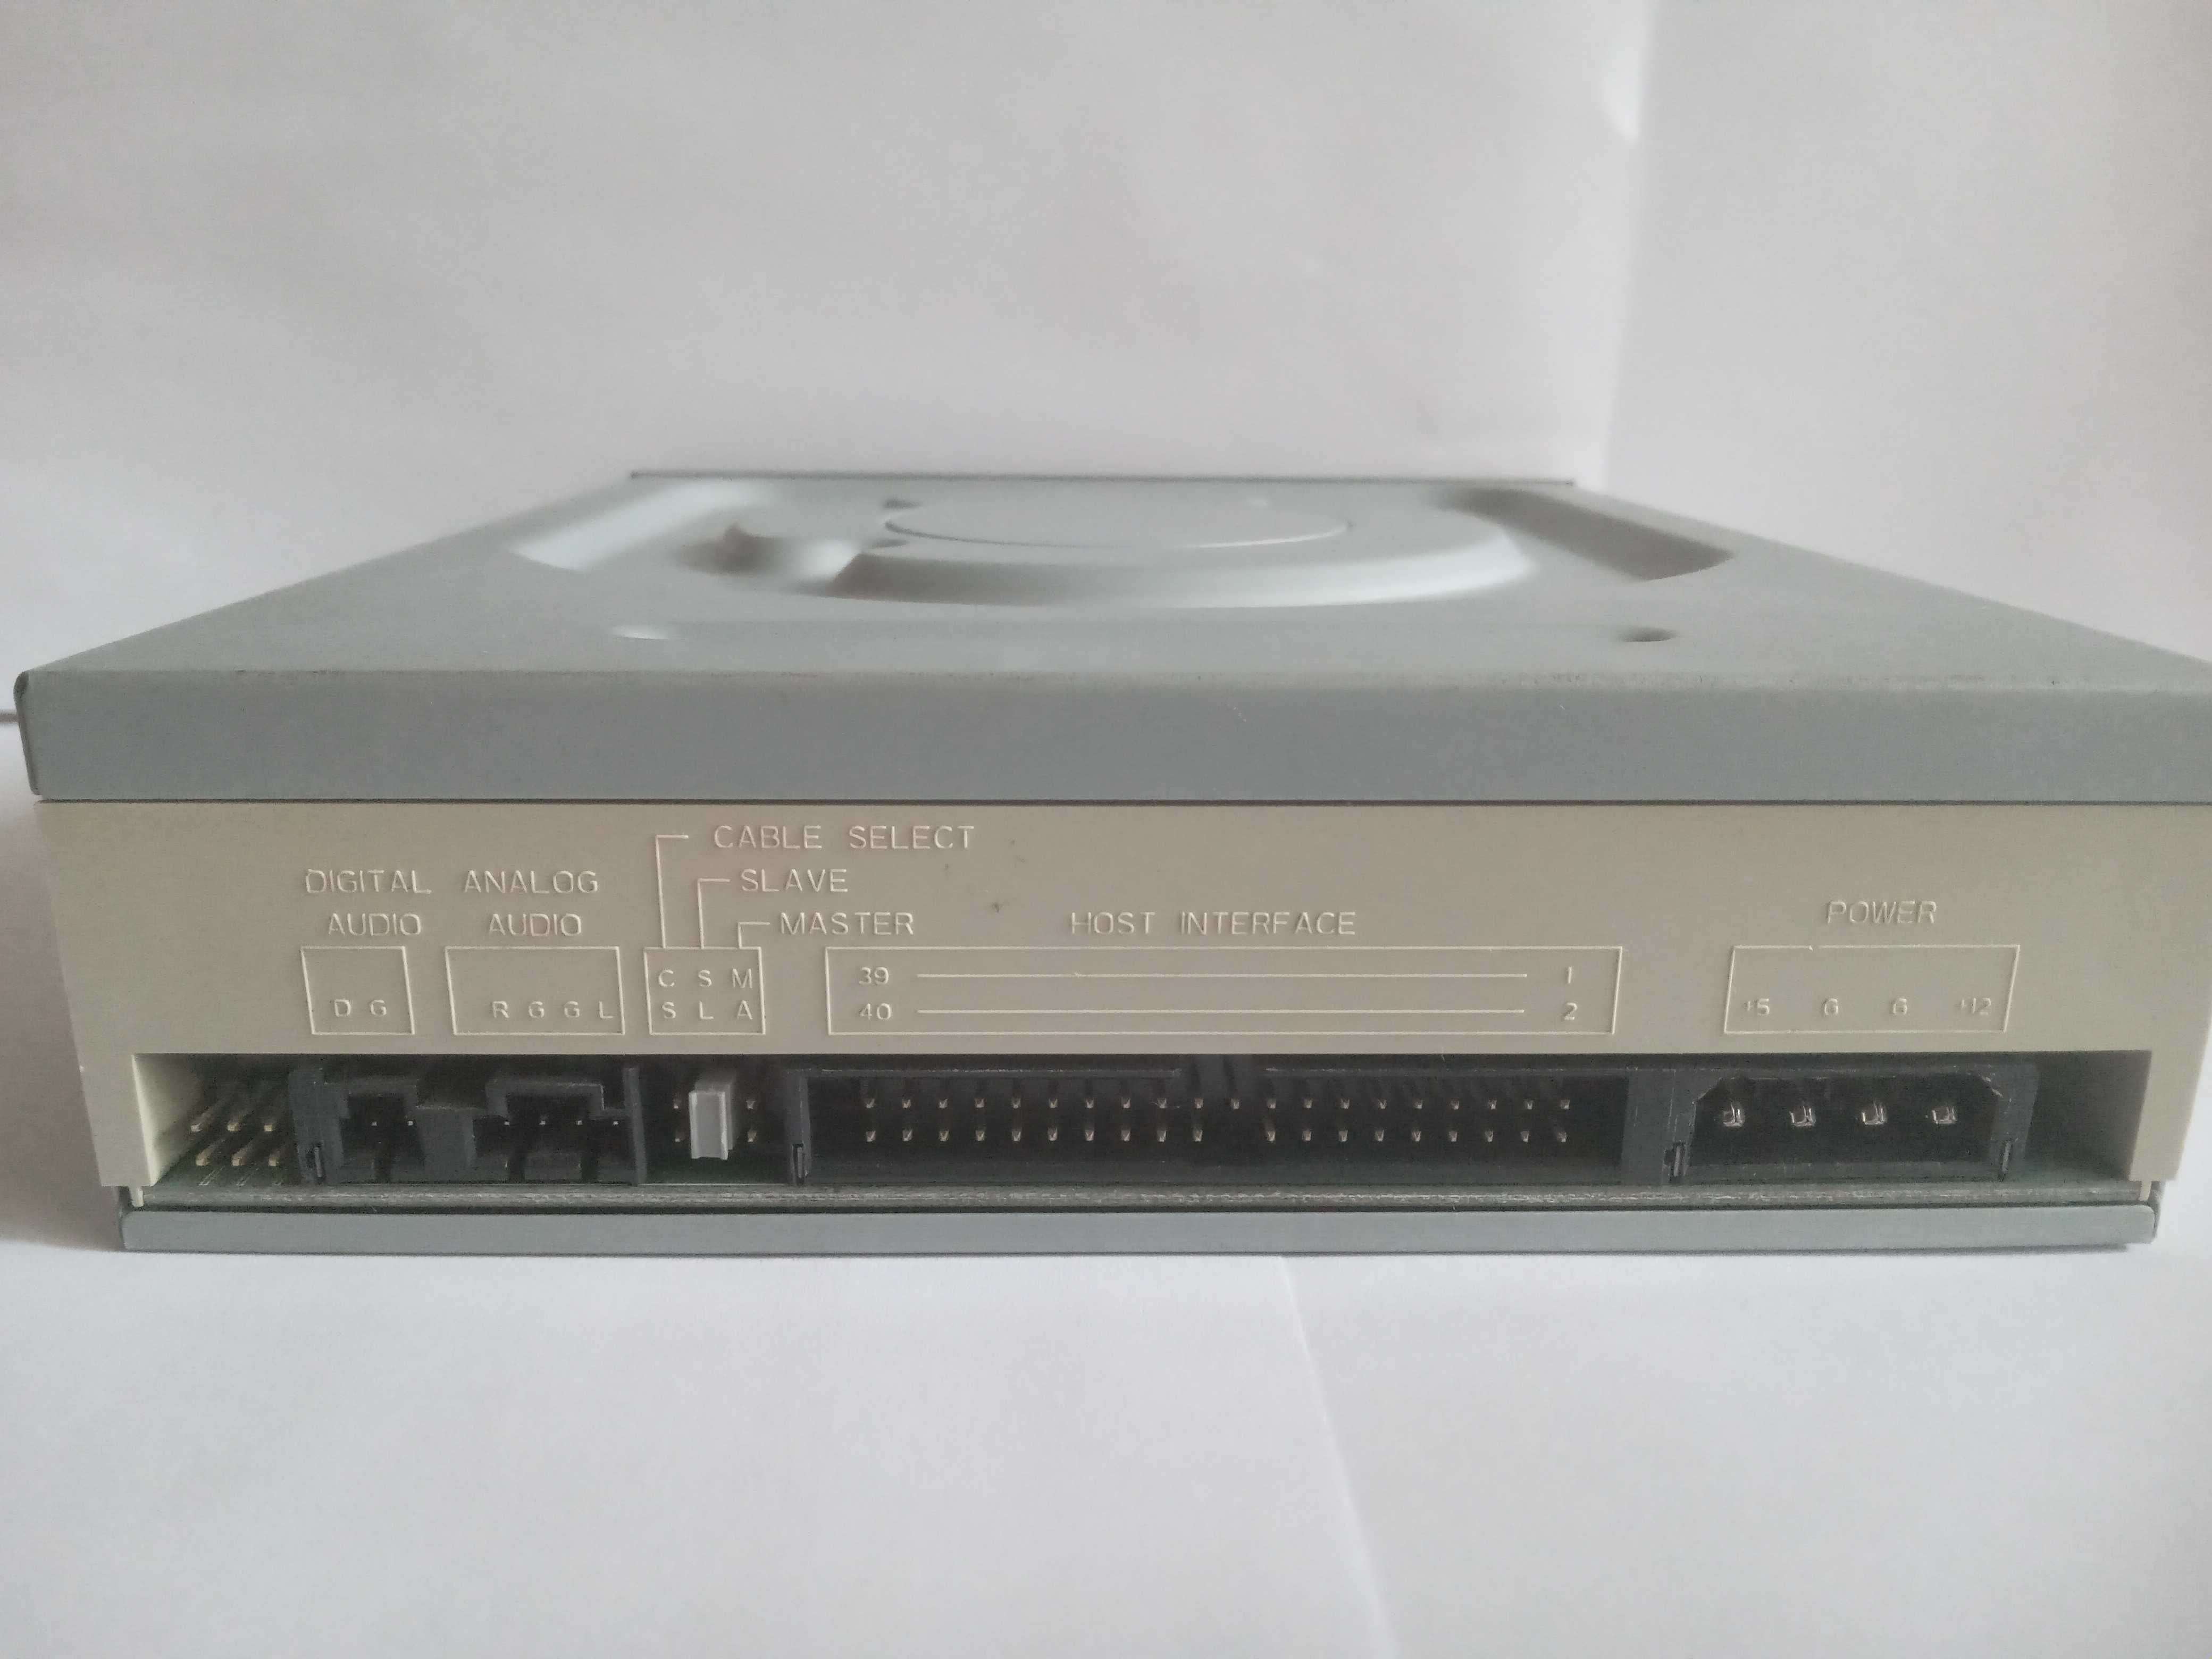 CABLE SELECT
DIGITAL ANALOG SLAVE
AUDIO AUDIO MASTER HOST INTERFACE POWER
C S M 39 1
D G R G G L S L A 40 2 +5 G G +12